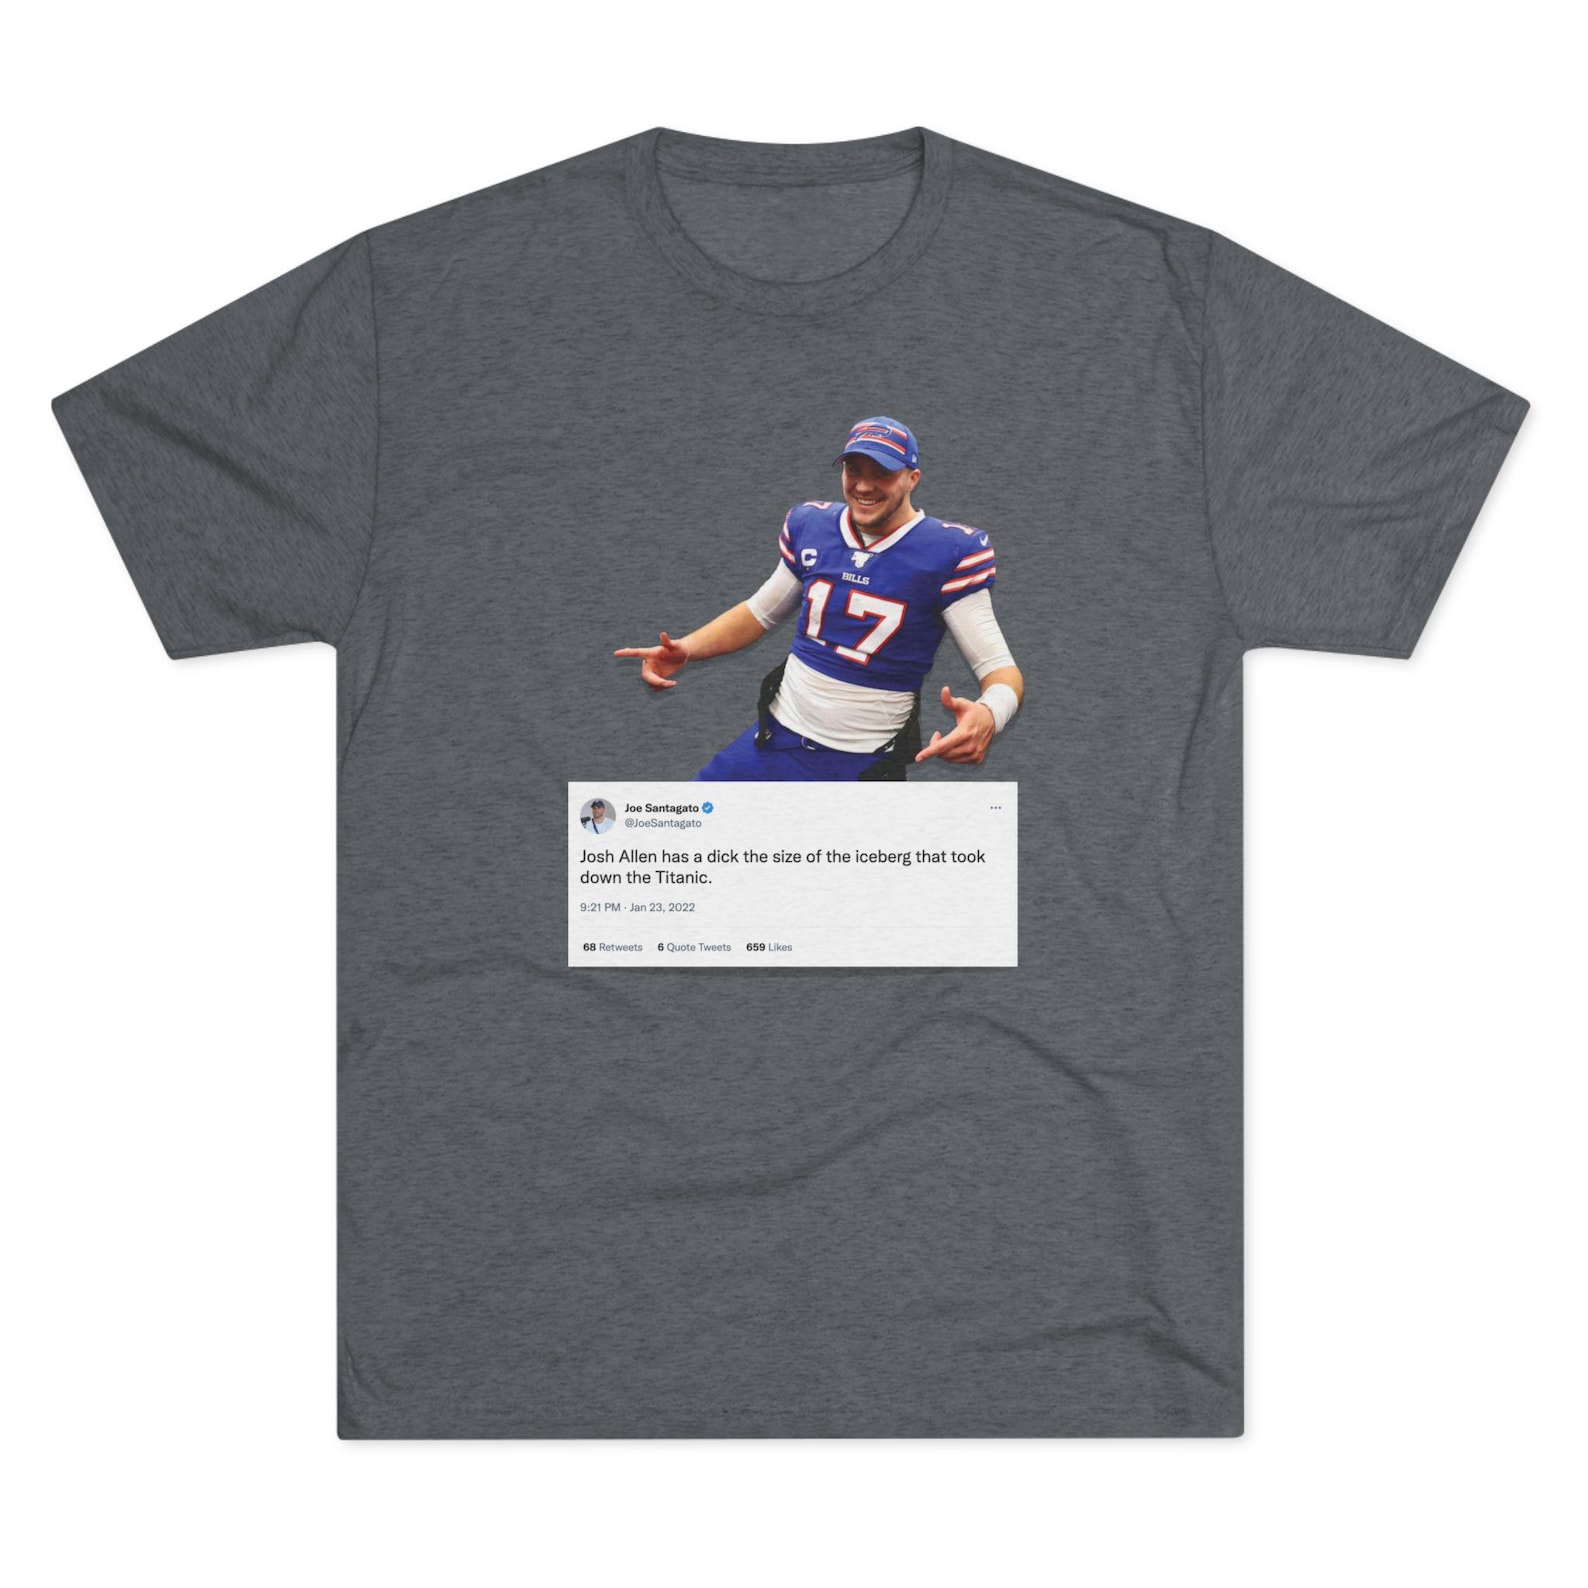 17
C
BILLS
17
Joe Santagato
@JoeSantagato
Josh Allen has a dick the size of the iceberg that took
down the Titanic.
9:21 PM · Jan 23, 2022
68 Retweets 6 Quote Tweets 659 Likes